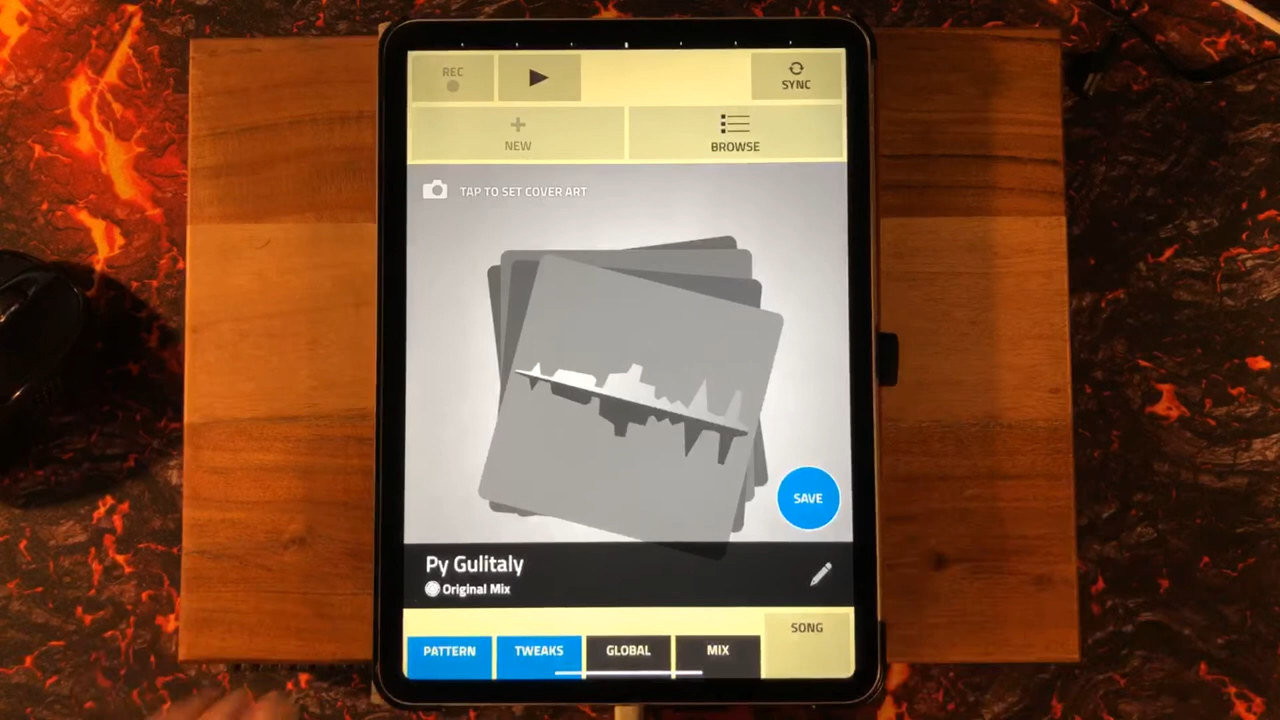 REC
SYNC
NEW
BROWSE
TAP TO SET COVER ART
SAVE
Py Gulitaly
Original Mix
PATTERN
TWEAKS
GLOBAL
MIX
SONG